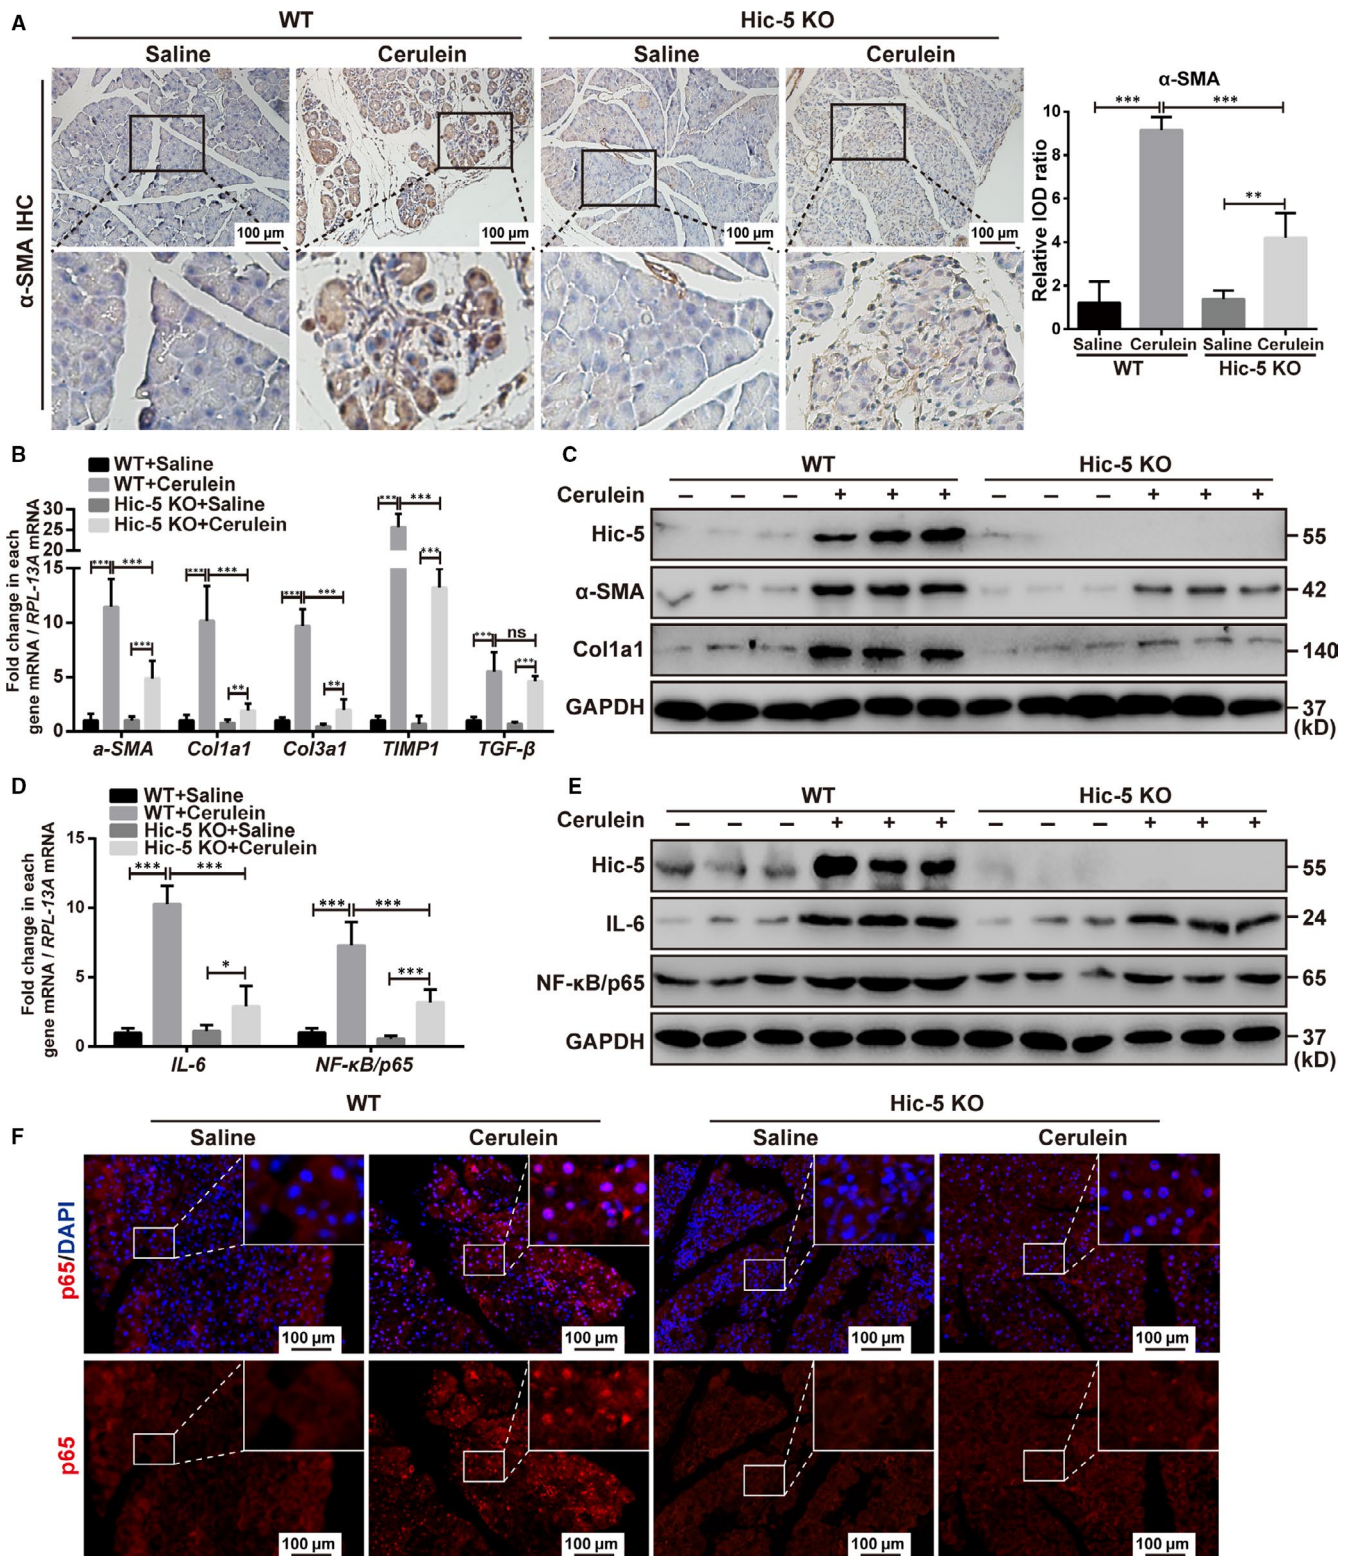 A
WT
Hic-5 KO
Saline
Cerulein
Saline
Cerulein
α-SMA IHC
100 μm
100 μm
100 μm
100 μm
α-SMA
Relative IOD ratio
10
8
6
4
2
0
***
***
**
Saline Cerulein Saline Cerulein
WT
Hic-5 KO
B
WT+Saline
WT+Cerulein
Hic-5 KO+Saline
Hic-5 KO+Cerulein
Fold change in each
gene mRNA / RPL-13A mRNA
30
25
20
15
10
5
0
*** *** ***
*** *** **
*** *** **
*** *** ***
*** ns ***
a-SMA Col1a1 Col3a1 TIMP1 TGF-β
C
WT
Hic-5 KO
Cerulein – – – + + + – – – + + +
Hic-5 55
α-SMA 42
Col1a1 140
GAPDH 37
(kD)
D
WT+Saline
WT+Cerulein
Hic-5 KO+Saline
Hic-5 KO+Cerulein
Fold change in each
gene mRNA / RPL-13A mRNA
15
10
5
0
*** *** *
*** *** ***
IL-6 NF-κB/p65
E
WT
Hic-5 KO
Cerulein – – – + + + – – – + + +
Hic-5 55
IL-6 24
NF-κB/p65 65
GAPDH 37
(kD)
F
WT
Hic-5 KO
Saline
Cerulein
Saline
Cerulein
p65/DAPI
100 μm
100 μm
100 μm
100 μm
p65
100 μm
100 μm
100 μm
100 μm